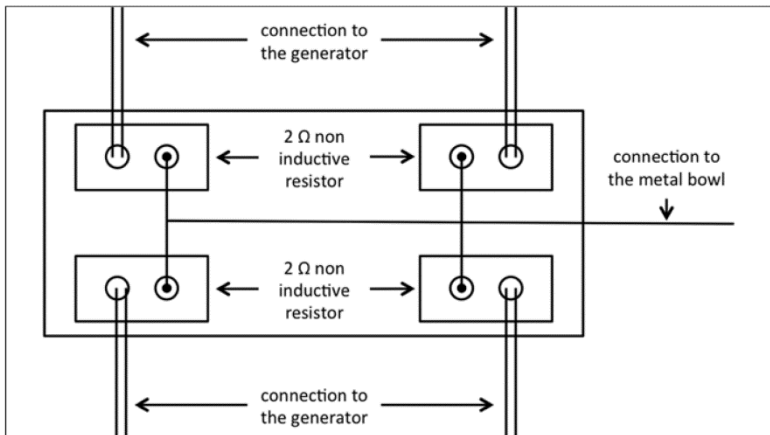 connection to
the generator
2 Ω non
inductive
resistor
connection to
the metal bowl
2 Ω non
inductive
resistor
connection to
the generator